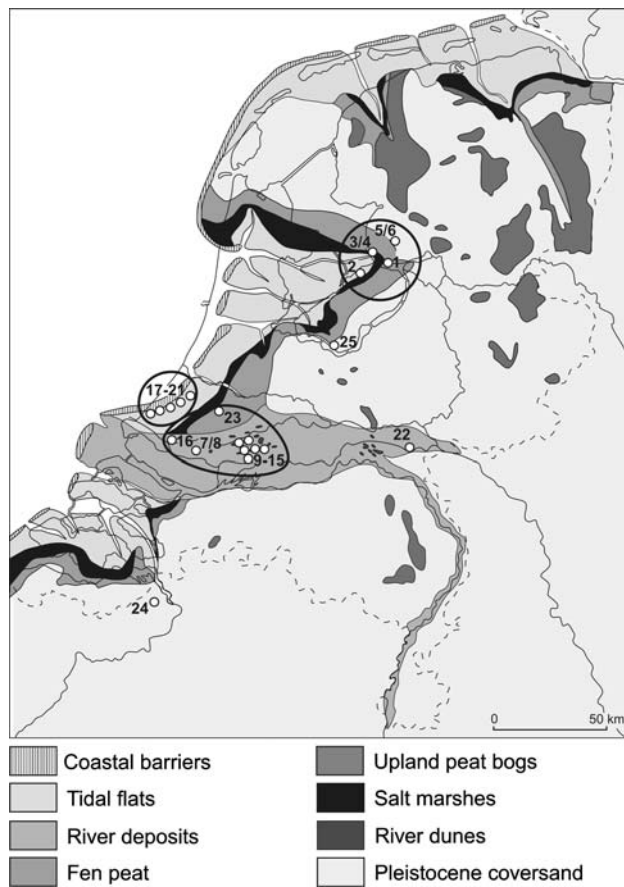 5/6
3/4
1
2
25
17-21
23
16
7/8
22
9-15
24
0 50 km
Coastal barriers
Tidal flats
River deposits
Fen peat
Upland peat bogs
Salt marshes
River dunes
Pleistocene coversand